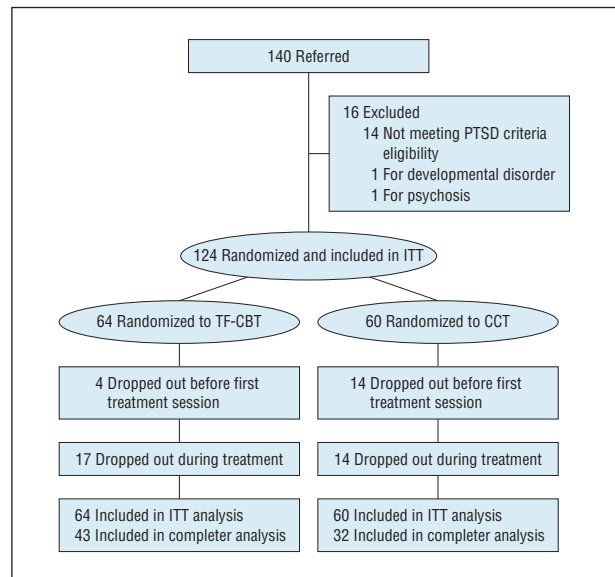 140 Referred
16 Excluded
14 Not meeting PTSD criteria
eligibility
1 For developmental disorder
1 For psychosis
124 Randomized and included in ITT
64 Randomized to TF-CBT
60 Randomized to CCT
4 Dropped out before first
treatment session
14 Dropped out before first
treatment session
17 Dropped out during treatment
14 Dropped out during treatment
64 Included in ITT analysis
43 Included in completer analysis
60 Included in ITT analysis
32 Included in completer analysis